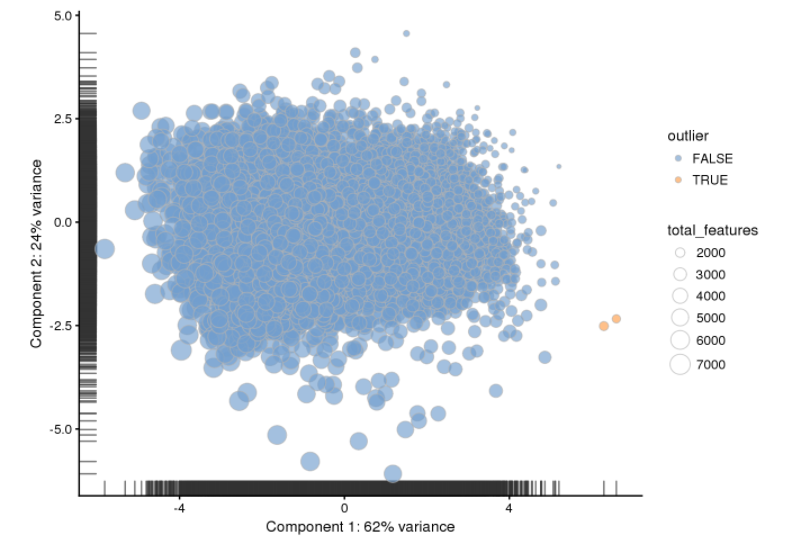 5.0
2.5
0.0
-2.5
-5.0
Component 2: 24% variance
-4
0
4
Component 1: 62% variance
outlier
FALSE
TRUE
total_features
2000
3000
4000
5000
6000
7000